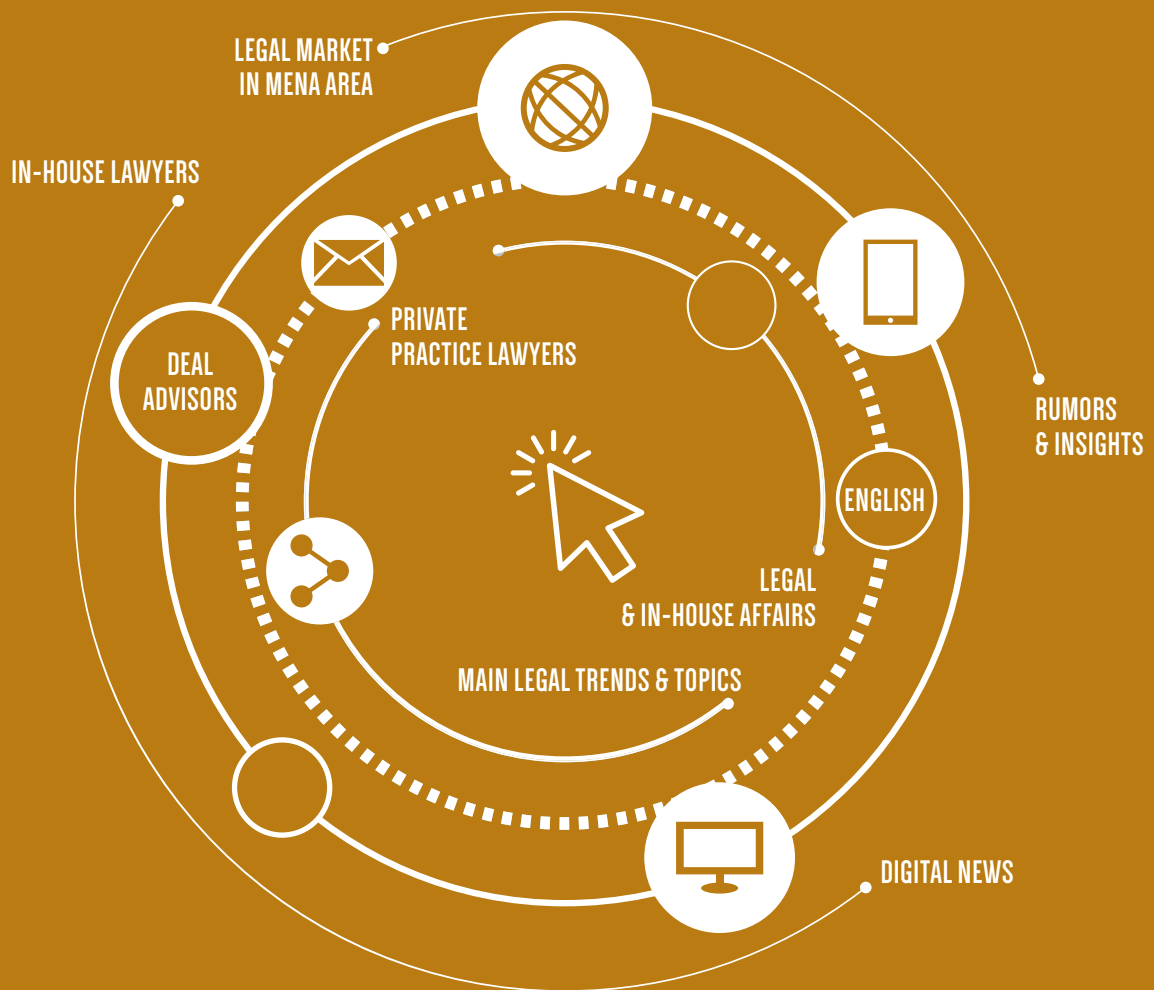 LEGAL MARKET
IN MENA AREA
IN-HOUSE LAWYERS
PRIVATE
PRACTICE LAWYERS
DEAL
ADVISORS
RUMORS
& INSIGHTS
ENGLISH
LEGAL
& IN-HOUSE AFFAIRS
MAIN LEGAL TRENDS & TOPICS
DIGITAL NEWS